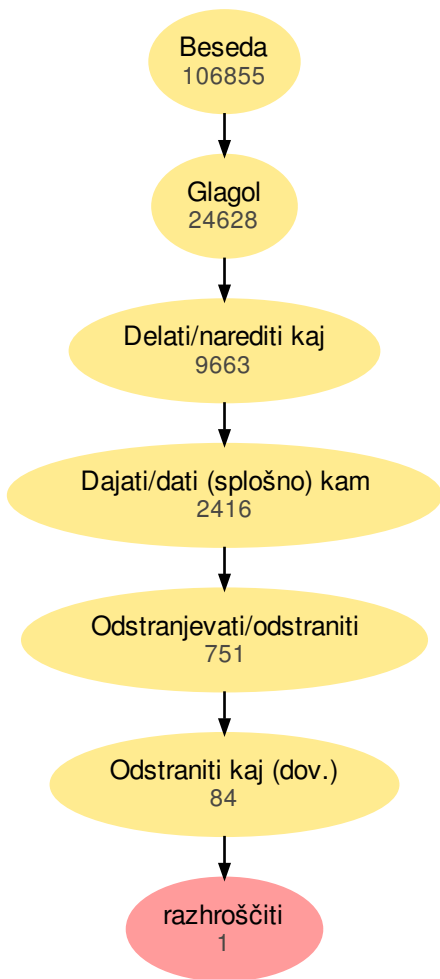 Beseda
106855
Glagol
24628
Delati/narediti kaj
9663
Dajati/dati (splošno) kam
2416
Odstranjevati/odstraniti
751
Odstraniti kaj (dov.)
84
razhroščiti
1